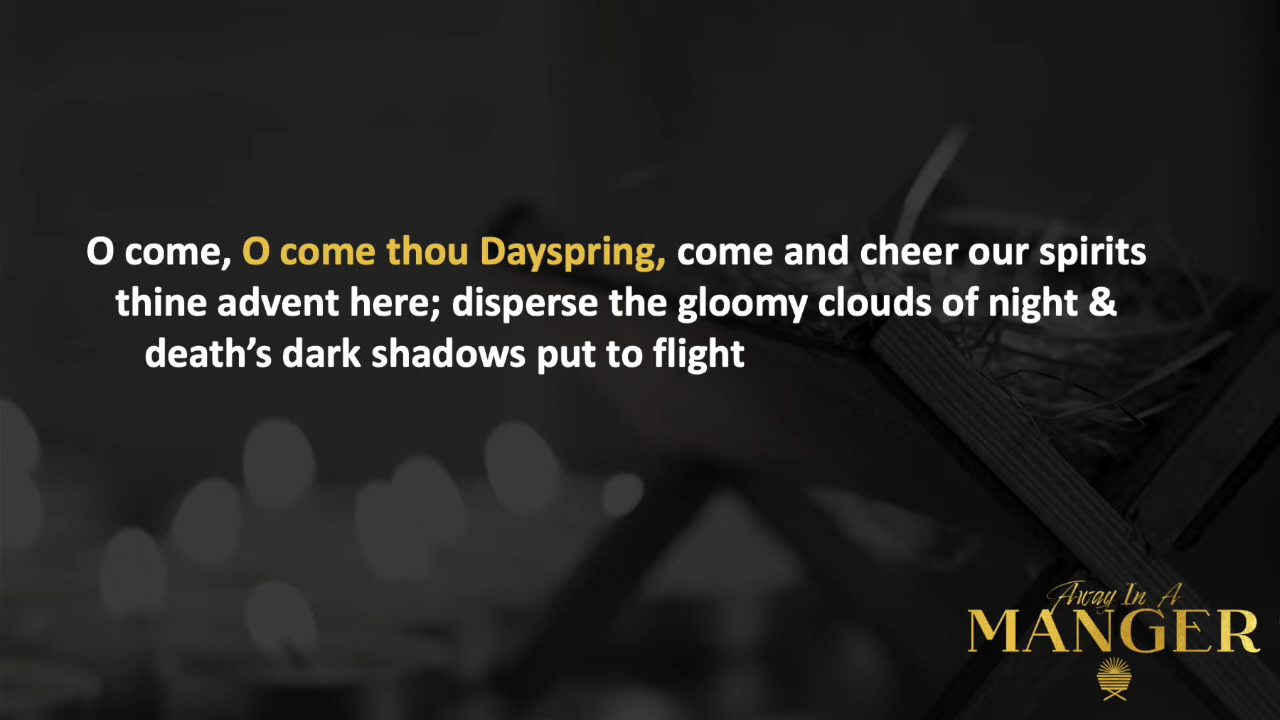 O come, O come thou Dayspring, come and cheer our spirits
thine advent here; disperse the gloomy clouds of night &
death’s dark shadows put to flight
Away In A
MANGER